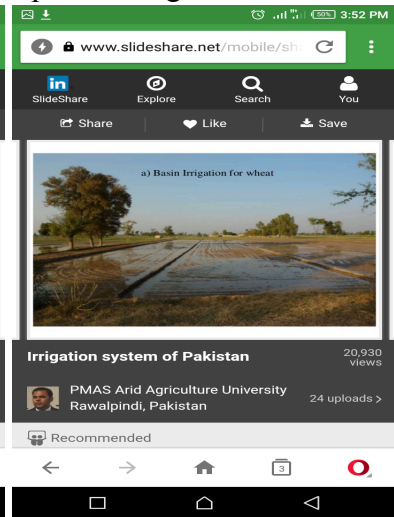 50% 3:52 PM
www.slideshare.net/mobile/sh
in
SlideShare
Explore
Search
You
Share
Like
Save
a) Basin Irrigation for wheat
Irrigation system of Pakistan
20,930
views
PMAS Arid Agriculture University
Rawalpindi, Pakistan
24 uploads >
Recommended
3